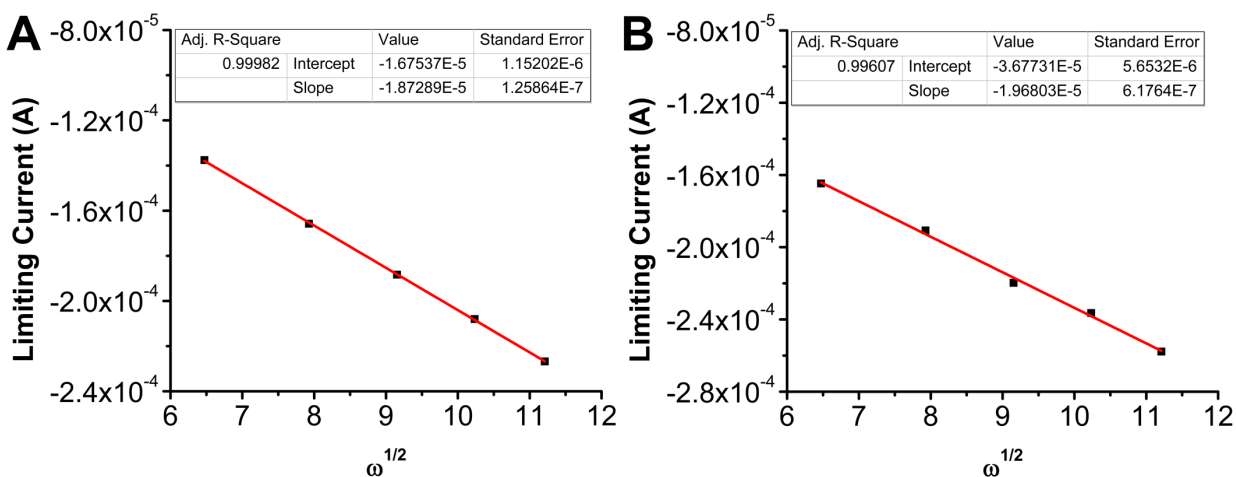 A
-8.0x10⁻⁵
-1.2x10⁻⁴
-1.6x10⁻⁴
-2.0x10⁻⁴
-2.4x10⁻⁴
Limiting Current (A)
Adj. R-Square Value Standard Error
0.99982 Intercept -1.67537E-5 1.15202E-6
Slope -1.87289E-5 1.25864E-7
6 7 8 9 10 11 12
ω¹ᐟ²
B
-8.0x10⁻⁵
-1.2x10⁻⁴
-1.6x10⁻⁴
-2.0x10⁻⁴
-2.4x10⁻⁴
-2.8x10⁻⁴
Limiting Current (A)
Adj. R-Square Value Standard Error
0.99607 Intercept -3.67731E-5 5.6532E-6
Slope -1.96803E-5 6.1764E-7
6 7 8 9 10 11 12
ω¹ᐟ²